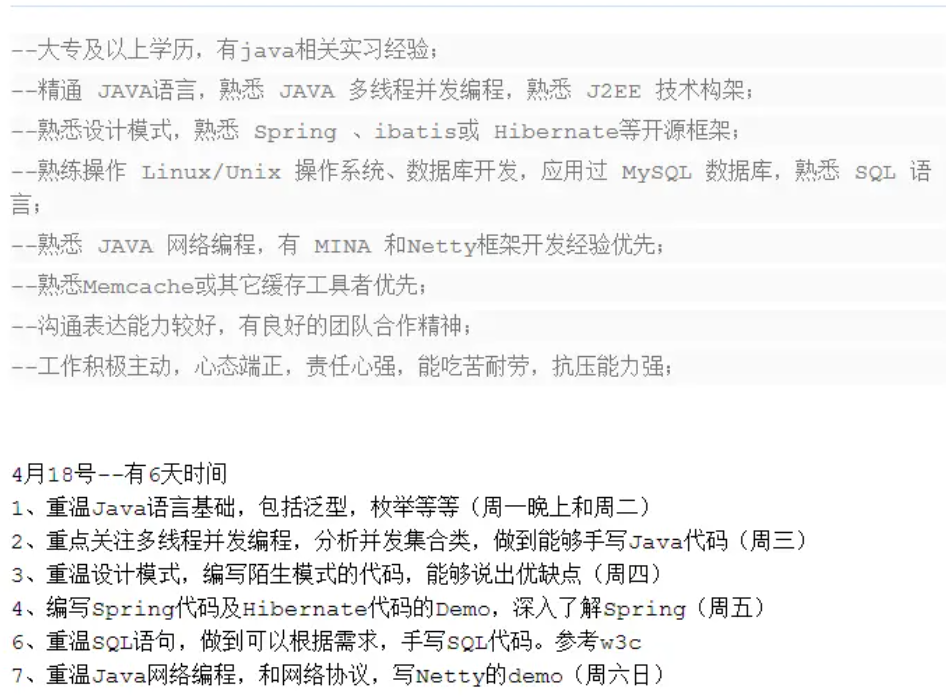 --大专及以上学历，有java相关实习经验；
--精通 JAVA语言，熟悉 JAVA 多线程并发编程，熟悉 J2EE 技术构架；
--熟悉设计模式，熟悉 Spring 、ibatis或 Hibernate等开源框架；
--熟练操作 Linux/Unix 操作系统、数据库开发，应用过 MySQL 数据库，熟悉 SQL 语
言；
--熟悉 JAVA 网络编程，有 MINA 和Netty框架开发经验优先；
--熟悉Memcache或其它缓存工具者优先；
--沟通表达能力较好，有良好的团队合作精神；
--工作积极主动，心态端正，责任心强，能吃苦耐劳，抗压能力强；
4月18号--有6天时间
1、重温Java语言基础，包括泛型，枚举等等（周一晚上和周二）
2、重点关注多线程并发编程，分析并发集合类，做到能够手写Java代码（周三）
3、重温设计模式，编写陌生模式的代码，能够说出优缺点（周四）
4、编写Spring代码及Hibernate代码的Demo，深入了解Spring（周五）
6、重温SQL语句，做到可以根据需求，手写SQL代码。参考w3c
7、重温Java网络编程，和网络协议，写Netty的demo（周六日）